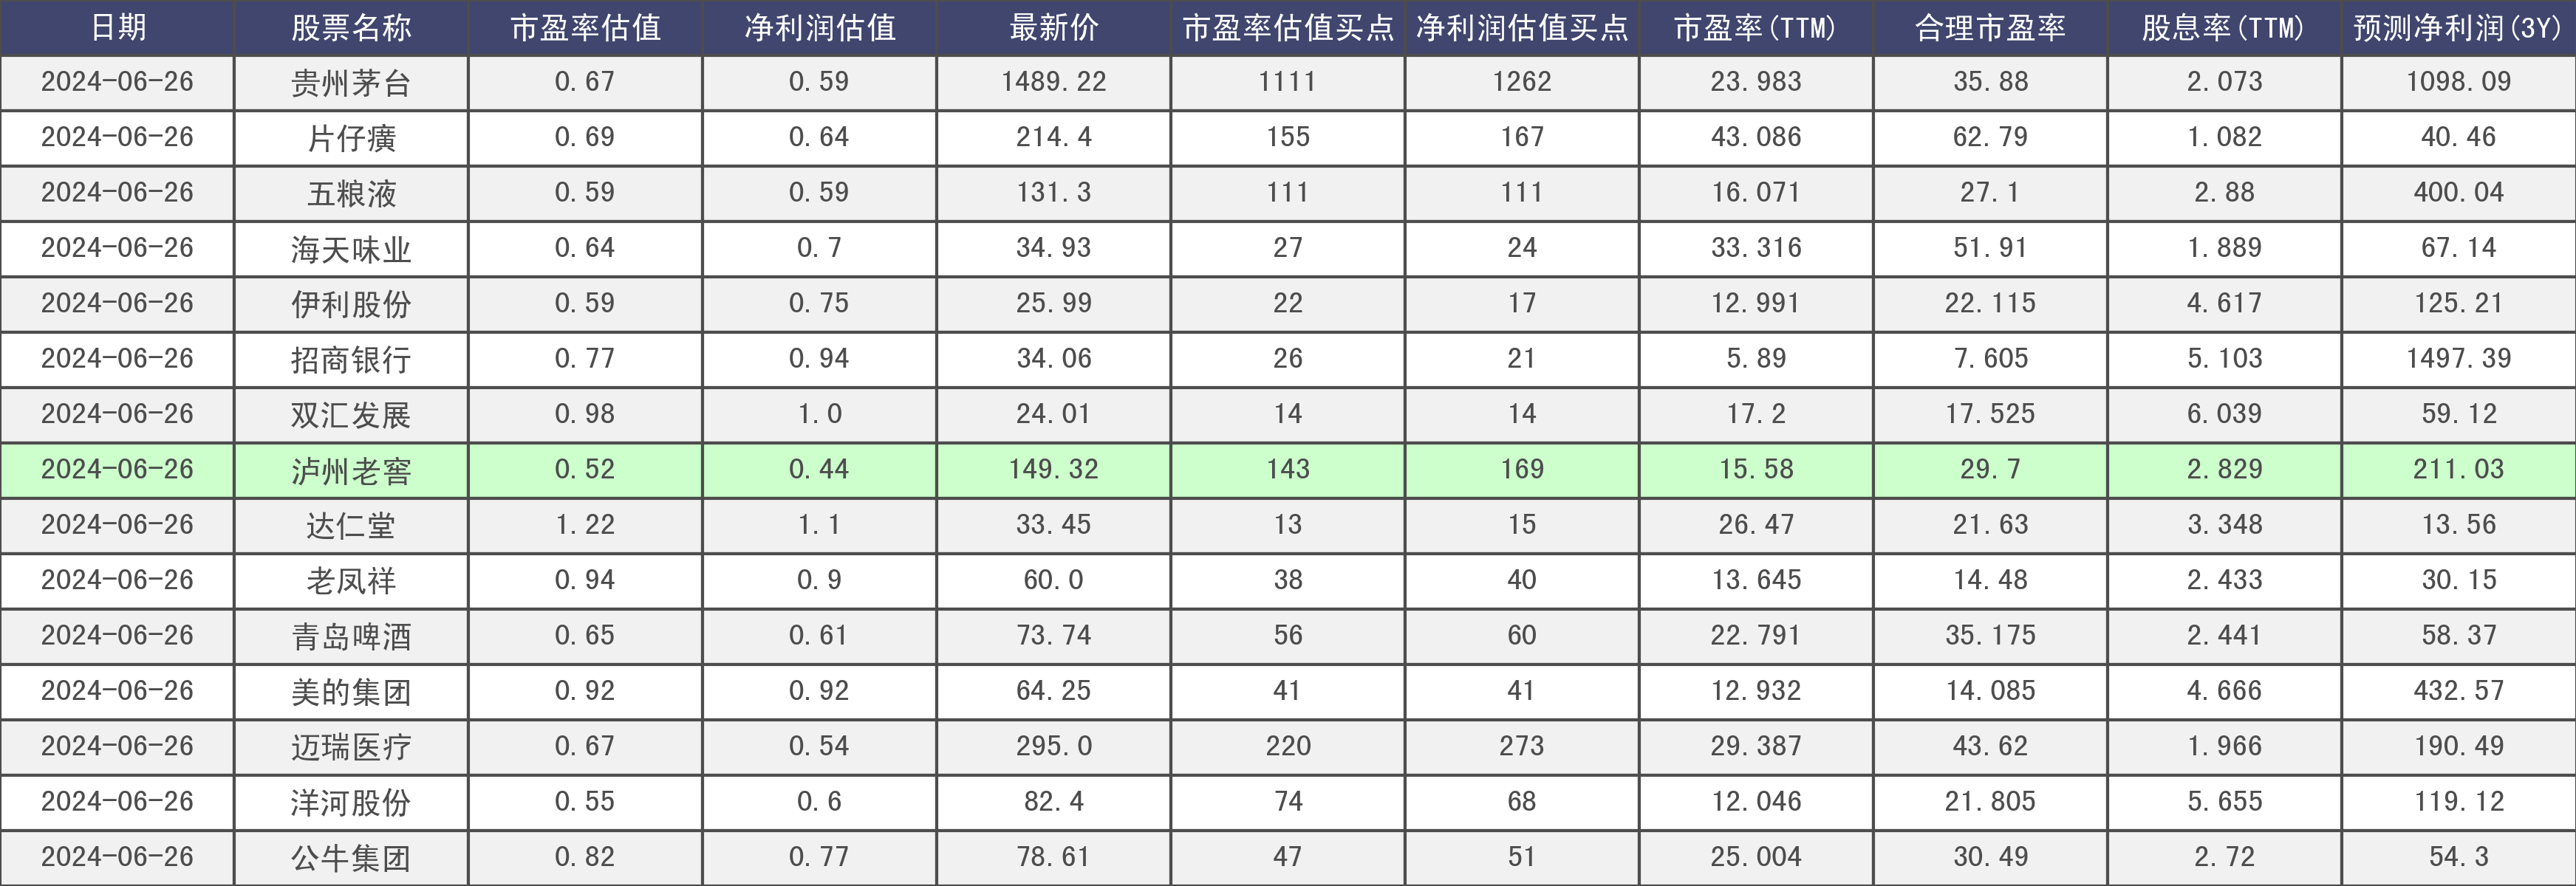 日期 股票名称 市盈率估值 净利润估值 最新价 市盈率估值买点 净利润估值买点 市盈率(TTM) 合理市盈率 股息率(TTM) 预测净利润(3Y)
2024-06-26 贵州茅台 0.67 0.59 1489.22 1111 1262 23.983 35.88 2.073 1098.09
2024-06-26 片仔癀 0.69 0.64 214.4 155 167 43.086 62.79 1.082 40.46
2024-06-26 五粮液 0.59 0.59 131.3 111 111 16.071 27.1 2.88 400.04
2024-06-26 海天味业 0.64 0.7 34.93 27 24 33.316 51.91 1.889 67.14
2024-06-26 伊利股份 0.59 0.75 25.99 22 17 12.991 22.115 4.617 125.21
2024-06-26 招商银行 0.77 0.94 34.06 26 21 5.89 7.605 5.103 1497.39
2024-06-26 双汇发展 0.98 1.0 24.01 14 14 17.2 17.525 6.039 59.12
2024-06-26 泸州老窖 0.52 0.44 149.32 143 169 15.58 29.7 2.829 211.03
2024-06-26 达仁堂 1.22 1.1 33.45 13 15 26.47 21.63 3.348 13.56
2024-06-26 老凤祥 0.94 0.9 60.0 38 40 13.645 14.48 2.433 30.15
2024-06-26 青岛啤酒 0.65 0.61 73.74 56 60 22.791 35.175 2.441 58.37
2024-06-26 美的集团 0.92 0.92 64.25 41 41 12.932 14.085 4.666 432.57
2024-06-26 迈瑞医疗 0.67 0.54 295.0 220 273 29.387 43.62 1.966 190.49
2024-06-26 洋河股份 0.55 0.6 82.4 74 68 12.046 21.805 5.655 119.12
2024-06-26 公牛集团 0.82 0.77 78.61 47 51 25.004 30.49 2.72 54.3